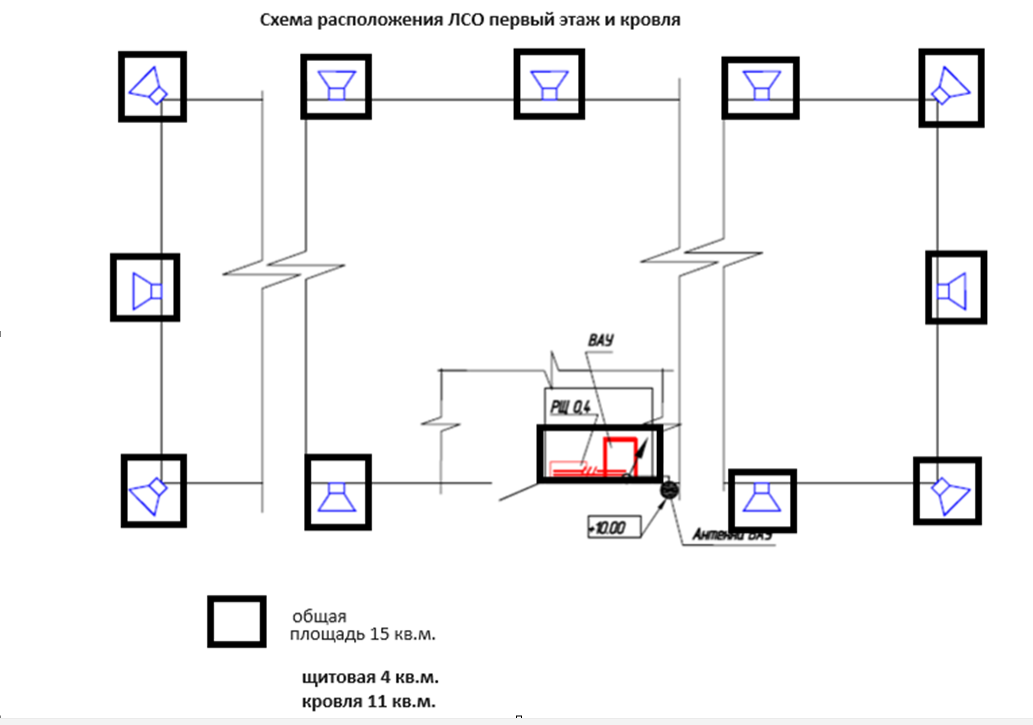 Схема расположения ЛСО первый этаж и кровля
ВАУ
РЩ 0,4
+10.00
Антенна ВАУ
общая
площадь 15 кв.м.
щитовая 4 кв.м.
кровля 11 кв.м.